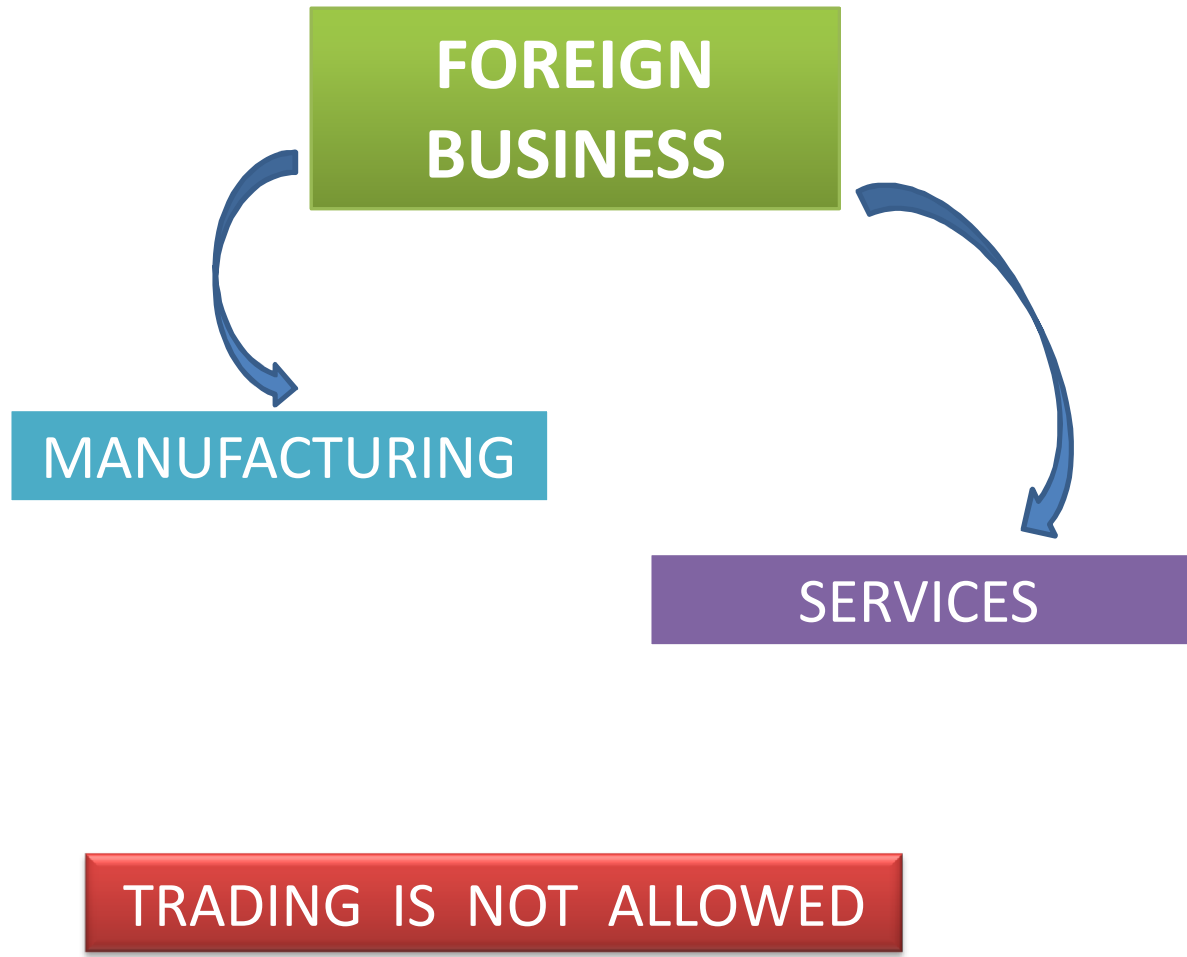 FOREIGN
BUSINESS
MANUFACTURING
SERVICES
TRADING IS NOT ALLOWED